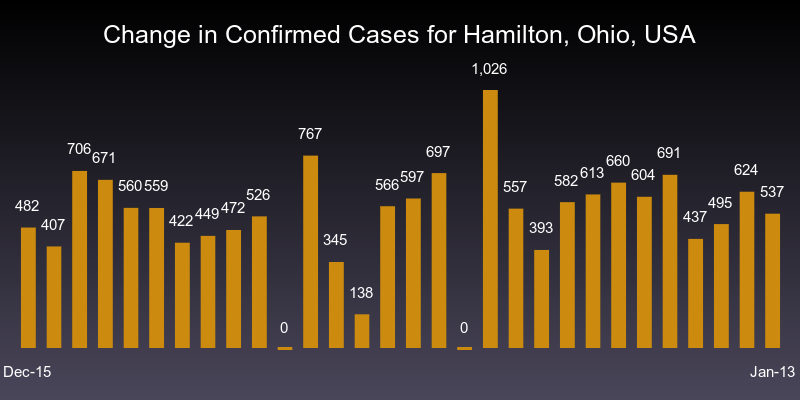 Change in Confirmed Cases for Hamilton, Ohio, USA
482 407 706 671 560 559 422 449 472 526 0 767 345 138 566 597 697 0 1,026 557 393 582 613 660 604 691 437 495 624 537
Dec-15 Jan-13